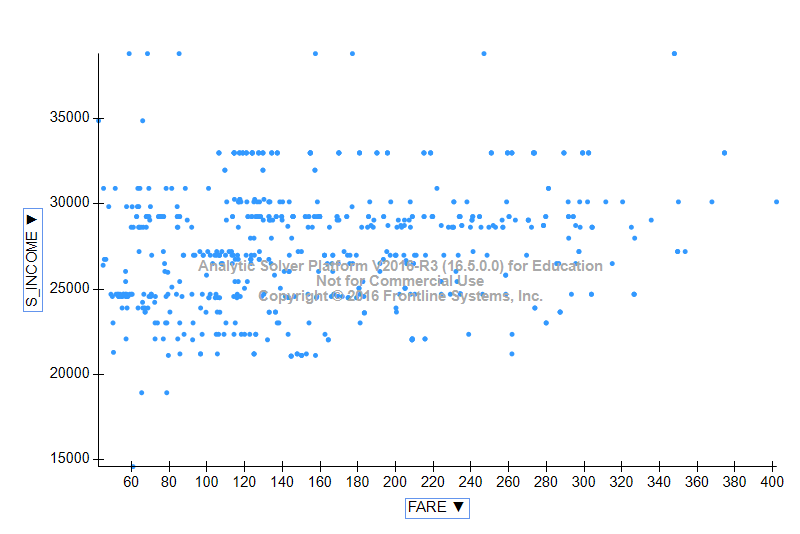 35000
30000
25000
20000
15000
S_INCOME ▼
Analytic Solver Platform V2016-R3 (16.5.0.0) for Education
Not for Commercial Use
Copyright © 2016 Frontline Systems, Inc.
60 80 100 120 140 160 180 200 220 240 260 280 300 320 340 360 380 400
FARE ▼